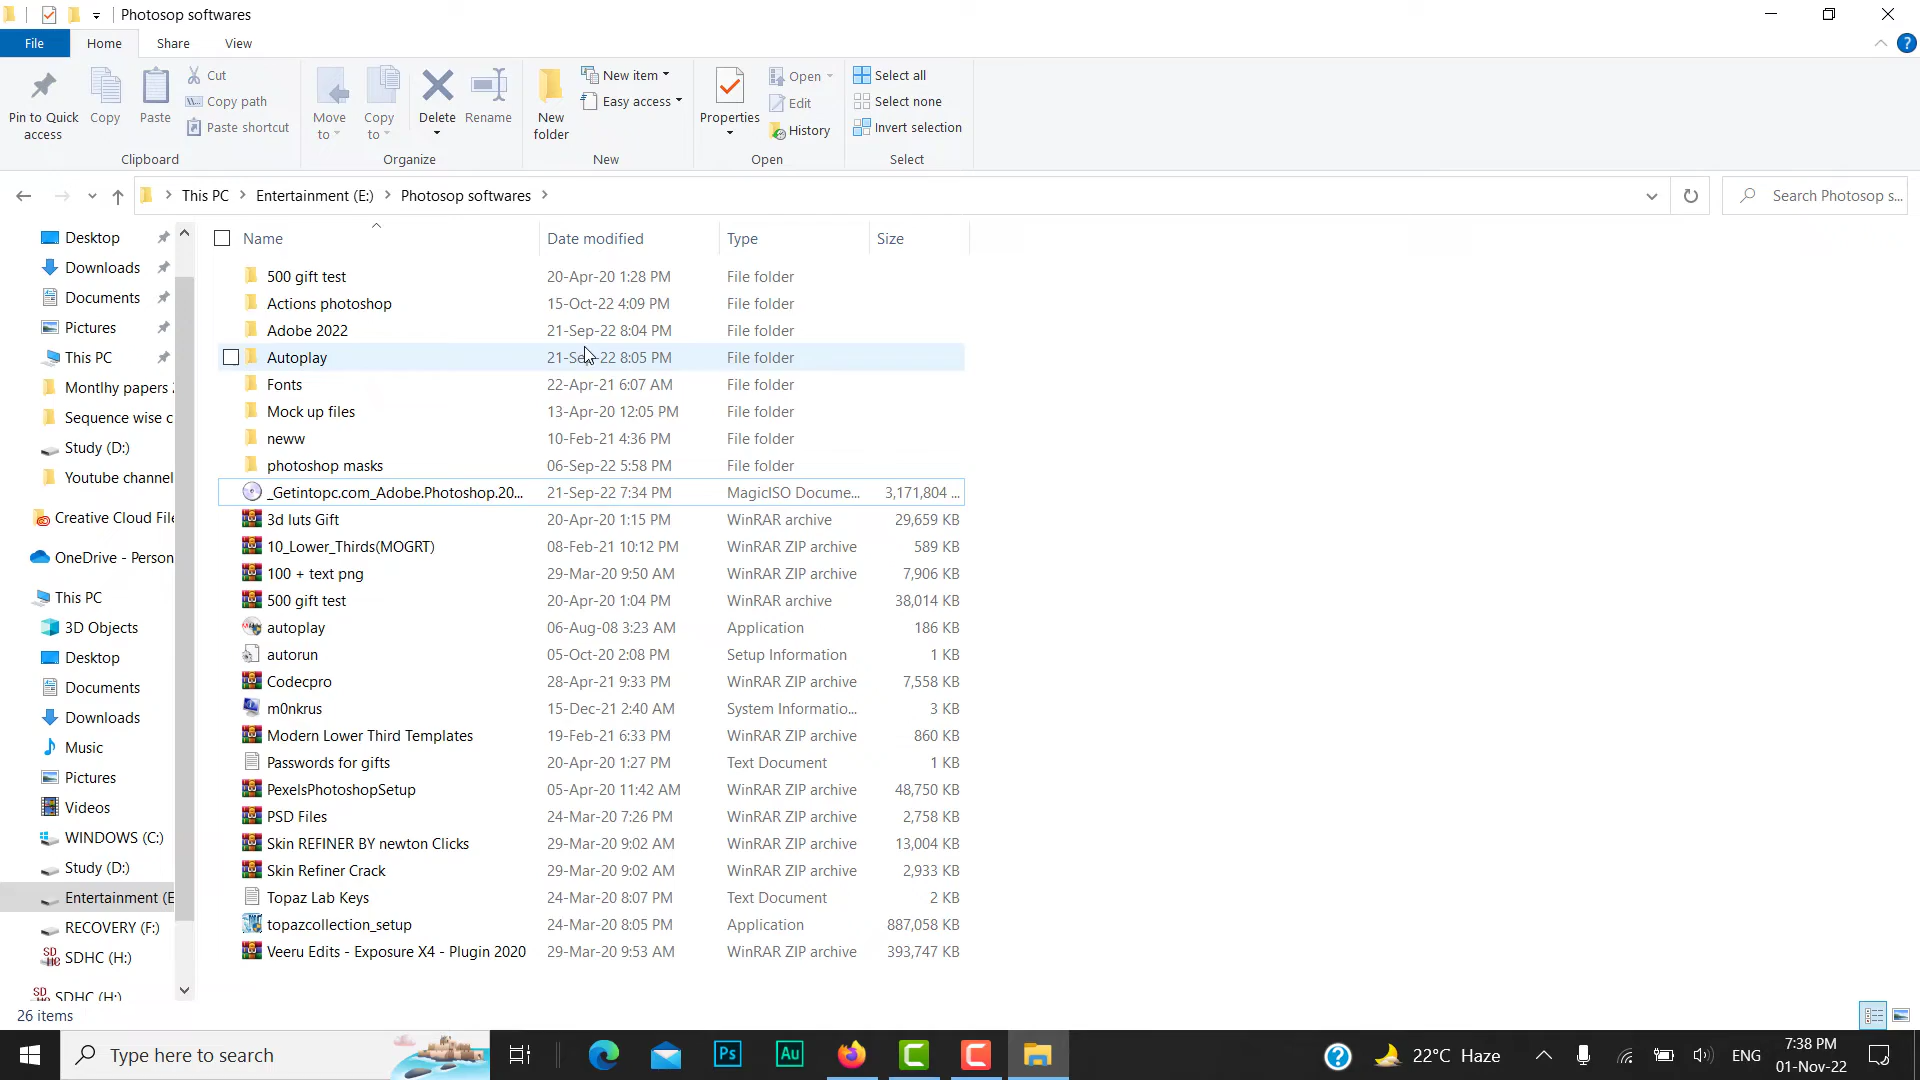 Photosop softwares
File Home Share View
Pin to Quick access
Copy
Paste
Cut
Copy path
Paste shortcut
Clipboard
Move to
Copy to
Delete
Rename
Organize
New folder
New item
Easy access
New
Properties
Open
Edit
History
Open
Select all
Select none
Invert selection
Select
This PC Entertainment (E:) Photosop softwares
Search Photosop s...
Desktop
Downloads
Documents
Pictures
This PC
Montlhy papers
Sequence wise c
Study (D:)
Youtube channel
Creative Cloud File
OneDrive - Person
This PC
3D Objects
Desktop
Documents
Downloads
Music
Pictures
Videos
WINDOWS (C:)
Study (D:)
Entertainment (E
RECOVERY (F:)
SDHC (H:)
SDHC (H:)
Name Date modified Type Size
500 gift test 20-Apr-20 1:28 PM File folder
Actions photoshop 15-Oct-22 4:09 PM File folder
Adobe 2022 21-Sep-22 8:04 PM File folder
Autoplay 21-Sep-22 8:05 PM File folder
Fonts 22-Apr-21 6:07 AM File folder
Mock up files 13-Apr-20 12:05 PM File folder
neww 10-Feb-21 4:36 PM File folder
photoshop masks 06-Sep-22 5:58 PM File folder
_Getintopc.com_Adobe.Photoshop.20... 21-Sep-22 7:34 PM MagicISO Docume... 3,171,804 ...
3d luts Gift 20-Apr-20 1:15 PM WinRAR archive 29,659 KB
10_Lower_Thirds(MOGRT) 08-Feb-21 10:12 PM WinRAR ZIP archive 589 KB
100 + text png 29-Mar-20 9:50 AM WinRAR ZIP archive 7,906 KB
500 gift test 20-Apr-20 1:04 PM WinRAR archive 38,014 KB
autoplay 06-Aug-08 3:23 AM Application 186 KB
autorun 05-Oct-20 2:08 PM Setup Information 1 KB
Codecpro 28-Apr-21 9:33 PM WinRAR ZIP archive 7,558 KB
m0nkrus 15-Dec-21 2:40 AM System Informatio... 3 KB
Modern Lower Third Templates 19-Feb-21 6:33 PM WinRAR ZIP archive 860 KB
Passwords for gifts 20-Apr-20 1:27 PM Text Document 1 KB
PexelsPhotoshopSetup 05-Apr-20 11:42 AM WinRAR ZIP archive 48,750 KB
PSD Files 24-Mar-20 7:26 PM WinRAR ZIP archive 2,758 KB
Skin REFINER BY newton Clicks 29-Mar-20 9:02 AM WinRAR ZIP archive 13,004 KB
Skin Refiner Crack 29-Mar-20 9:02 AM WinRAR ZIP archive 2,933 KB
Topaz Lab Keys 24-Mar-20 8:07 PM Text Document 2 KB
topazcollection_setup 24-Mar-20 8:05 PM Application 887,058 KB
Veeru Edits - Exposure X4 - Plugin 2020 29-Mar-20 9:53 AM WinRAR ZIP archive 393,747 KB
26 items
Type here to search
Ps
Au
22°C Haze
ENG
7:38 PM
01-Nov-22